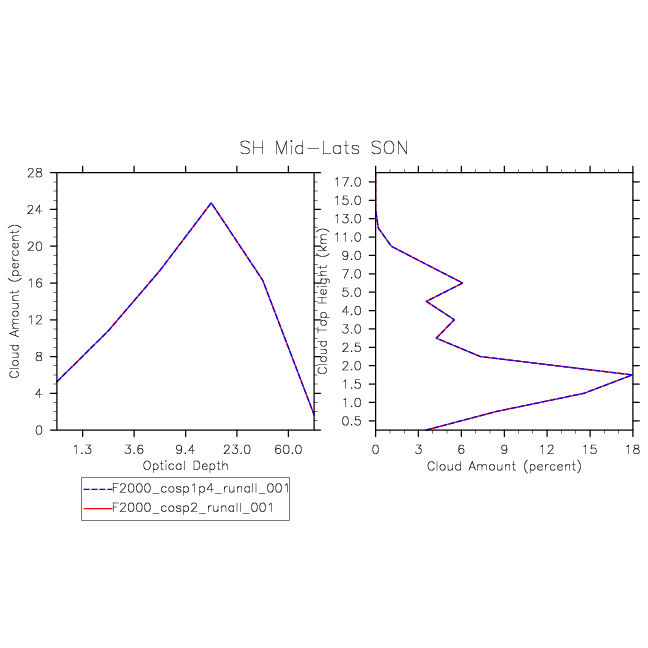 SH Mid-Lats SON
Cloud Amount (percent)
28
24
20
16
12
8
4
0
1.3 3.6 9.4 23.0 60.0
Optical Depth
Cloud Top Height (km)
17.0
15.0
13.0
11.0
9.0
7.0
5.0
4.0
3.0
2.5
2.0
1.5
1.0
0.5
0 3 6 9 12 15 18
Cloud Amount (percent)
F2000_cosp1p4_runall_001
F2000_cosp2_runall_001